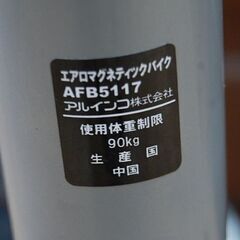 エアロマグネティックバイク
AFB5117
アルインコ株式会社
使用体重制限
90kg
生産国
中国